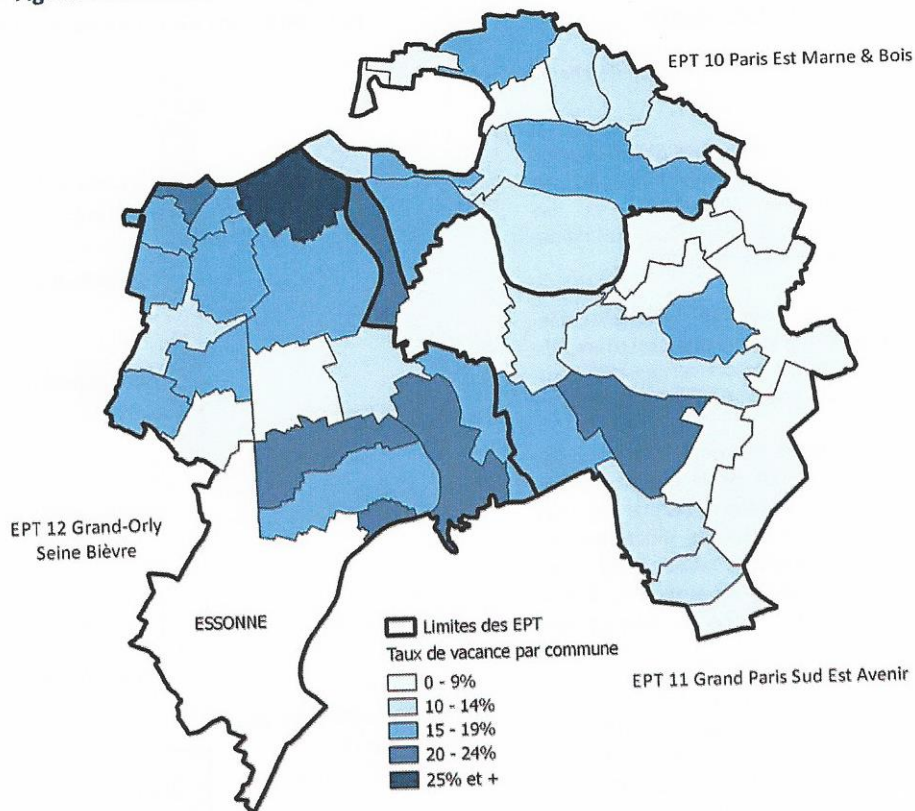 EPT 10 Paris Est Marne & Bois
EPT 12 Grand-Orly
Seine Bièvre
ESSONNE
Limites des EPT
Taux de vacance par commune
0 - 9%
10 - 14%
15 - 19%
20 - 24%
25% et +
EPT 11 Grand Paris Sud Est Avenir